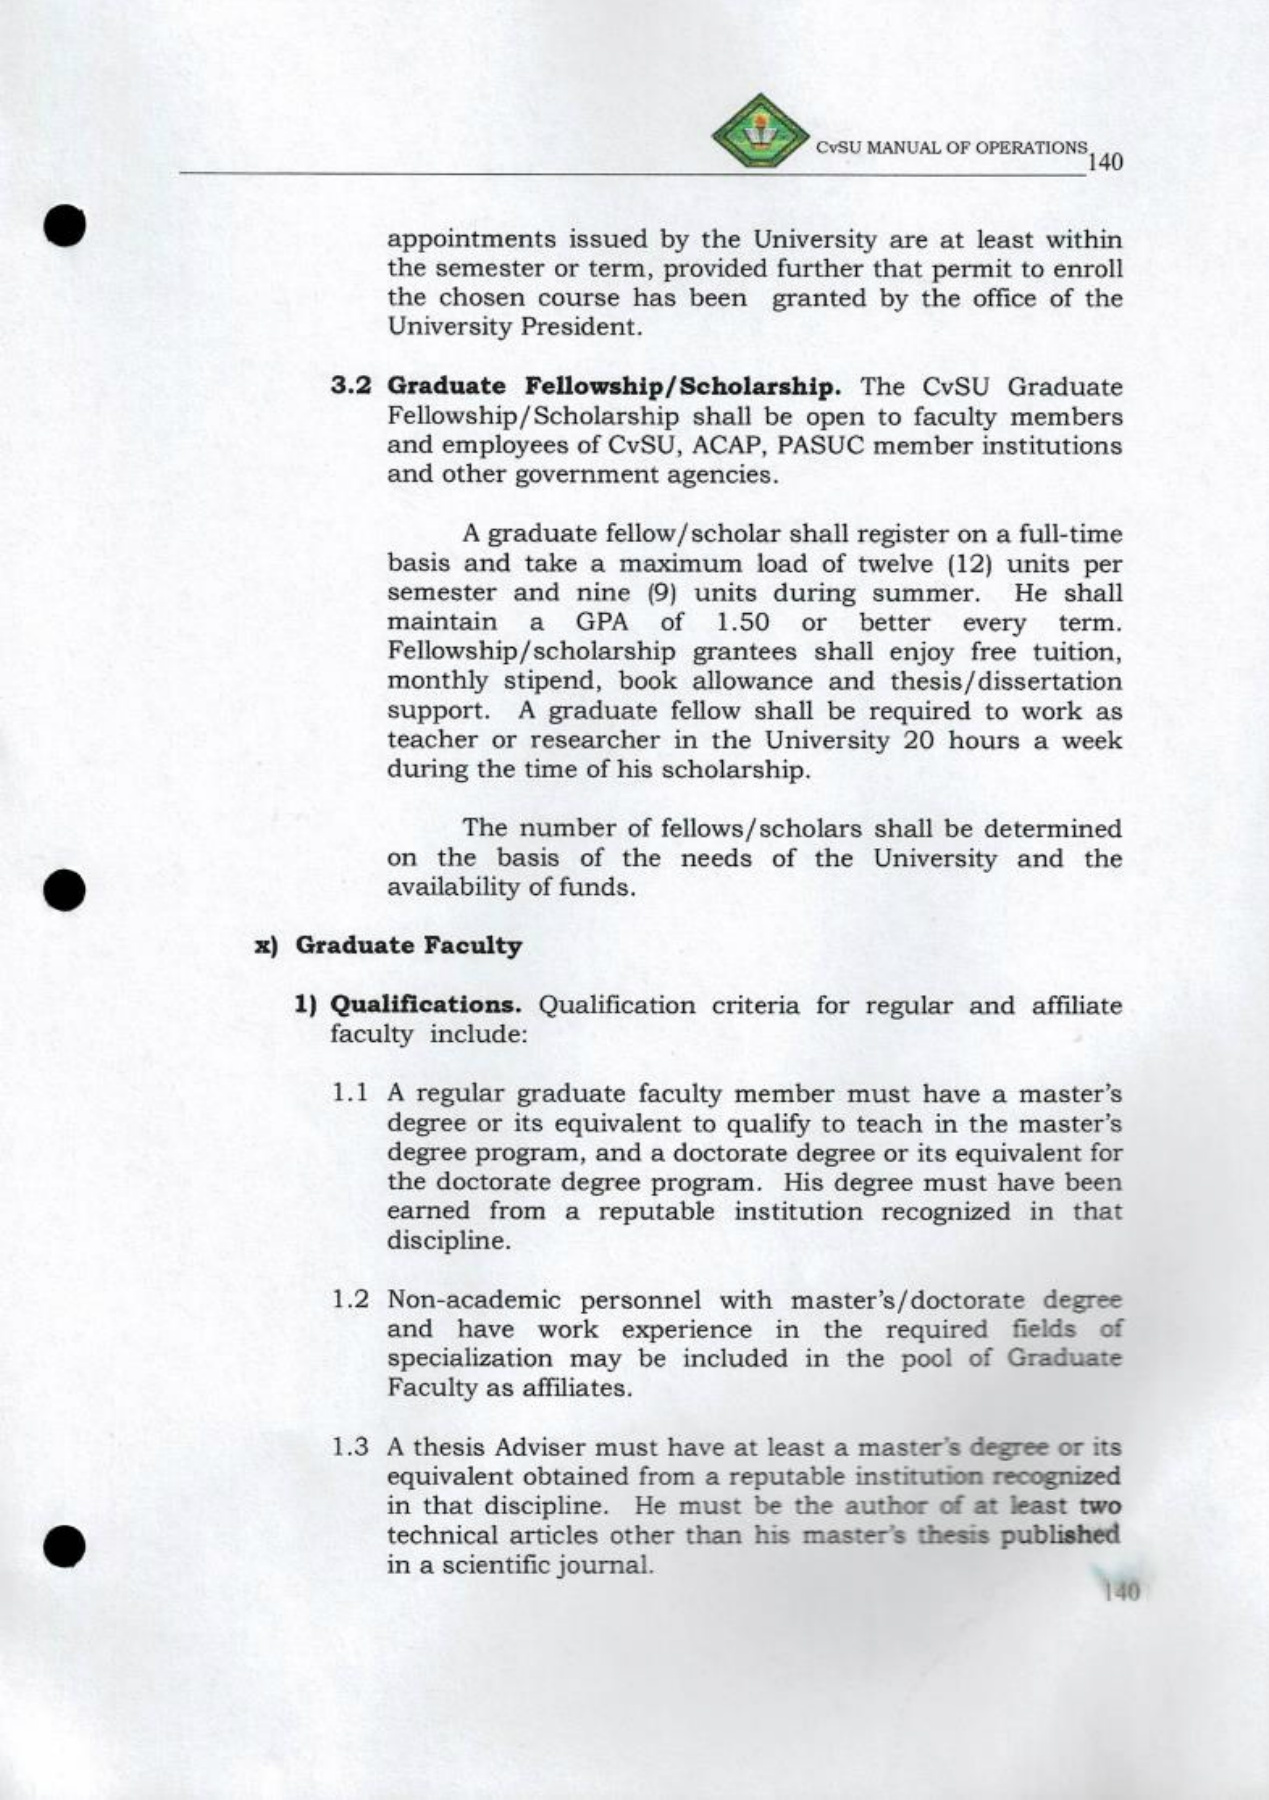 CvSU MANUAL OF OPERATIONS
140
appointments issued by the University are at least within
the semester or term, provided further that permit to enroll
the chosen course has been granted by the office of the
University President.
3.2 Graduate Fellowship/Scholarship. The CvSU Graduate
Fellowship/Scholarship shall be open to faculty members
and employees of CvSU, ACAP, PASUC member institutions
and other government agencies.
A graduate fellow/scholar shall register on a full-time
basis and take a maximum load of twelve (12) units per
semester and nine (9) units during summer. He shall
maintain a GPA of 1.50 or better every term.
Fellowship/scholarship grantees shall enjoy free tuition,
monthly stipend, book allowance and thesis/dissertation
support. A graduate fellow shall be required to work as
teacher or researcher in the University 20 hours a week
during the time of his scholarship.
The number of fellows/scholars shall be determined
on the basis of the needs of the University and the
availability of funds.
x) Graduate Faculty
1) Qualifications. Qualification criteria for regular and affiliate
faculty include:
1.1 A regular graduate faculty member must have a master's
degree or its equivalent to qualify to teach in the master's
degree program, and a doctorate degree or its equivalent for
the doctorate degree program. His degree must have been
earned from a reputable institution recognized in that
discipline.
1.2 Non-academic personnel with master's/doctorate degree
and have work experience in the required fields of
specialization may be included in the pool of Graduate
Faculty as affiliates.
1.3 A thesis Adviser must have at least a master's degree or its
equivalent obtained from a reputable institution recognized
in that discipline. He must be the author of at least two
technical articles other than his master's thesis published
in a scientific journal.
140